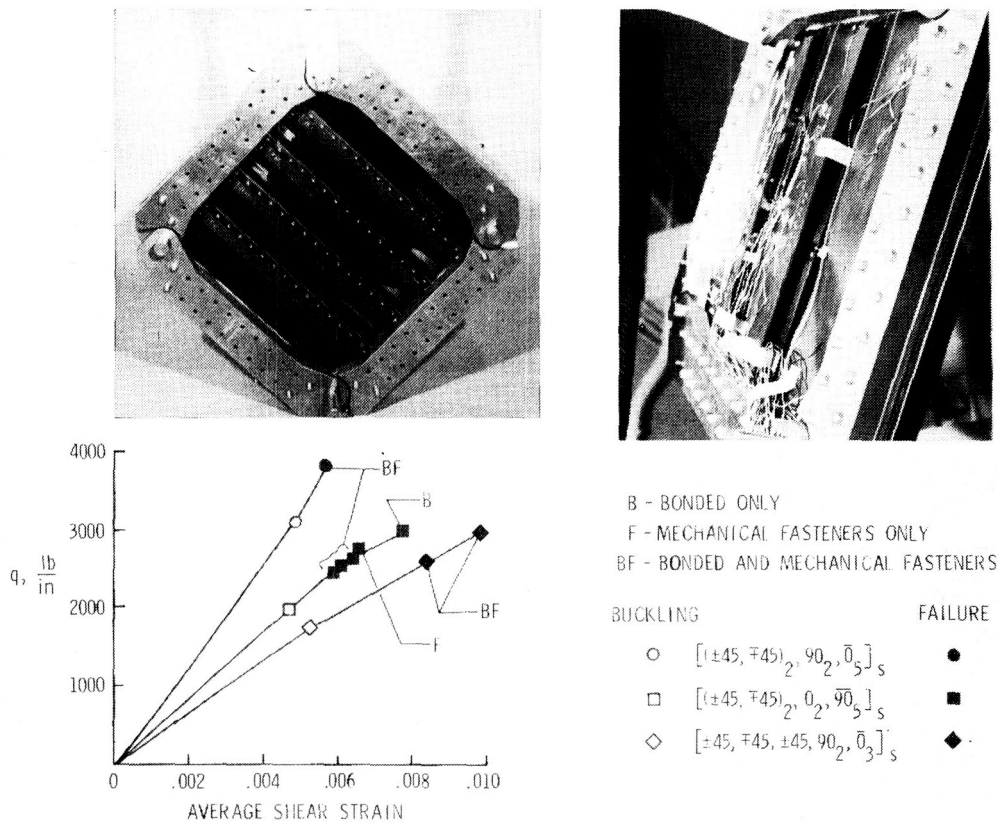 4000
3000
q, lb/in
2000
1000
0 .002 .004 .006 .008 .010
AVERAGE SHEAR STRAIN
BF
B
F
BF
B - BONDED ONLY
F - MECHANICAL FASTENERS ONLY
BF - BONDED AND MECHANICAL FASTENERS
BUCKLING FAILURE
○ [(±45, ∓45)₂, 90₂, 0̅₅]ₛ ●
□ [(±45, ∓45)₂, 0₂, 9̅0̅₅]ₛ ■
◇ [±45, ∓45, ±45, 90₂, 0̅₃]ₛ ◆